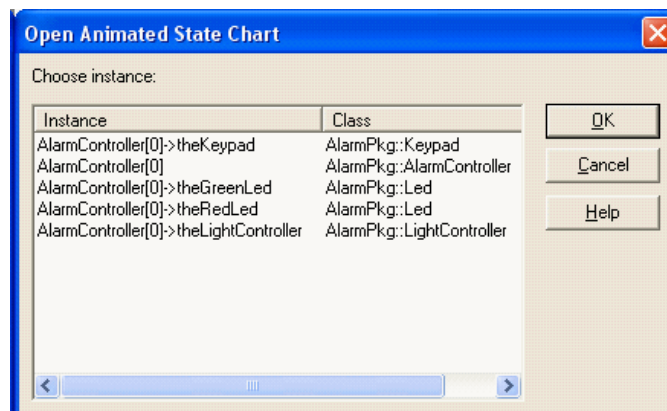 Open Animated State Chart
Choose instance:
Instance Class
AlarmController[0]->theKeypad AlarmPkg::Keypad
AlarmController[0] AlarmPkg::AlarmController
AlarmController[0]->theGreenLed AlarmPkg::Led
AlarmController[0]->theRedLed AlarmPkg::Led
AlarmController[0]->theLightController AlarmPkg::LightController
OK
Cancel
Help